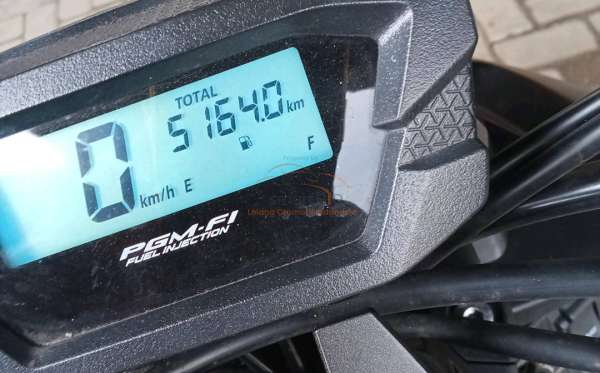 TOTAL
5164.0 km
0 km/h
E F
PGM-FI
FUEL INJECTION